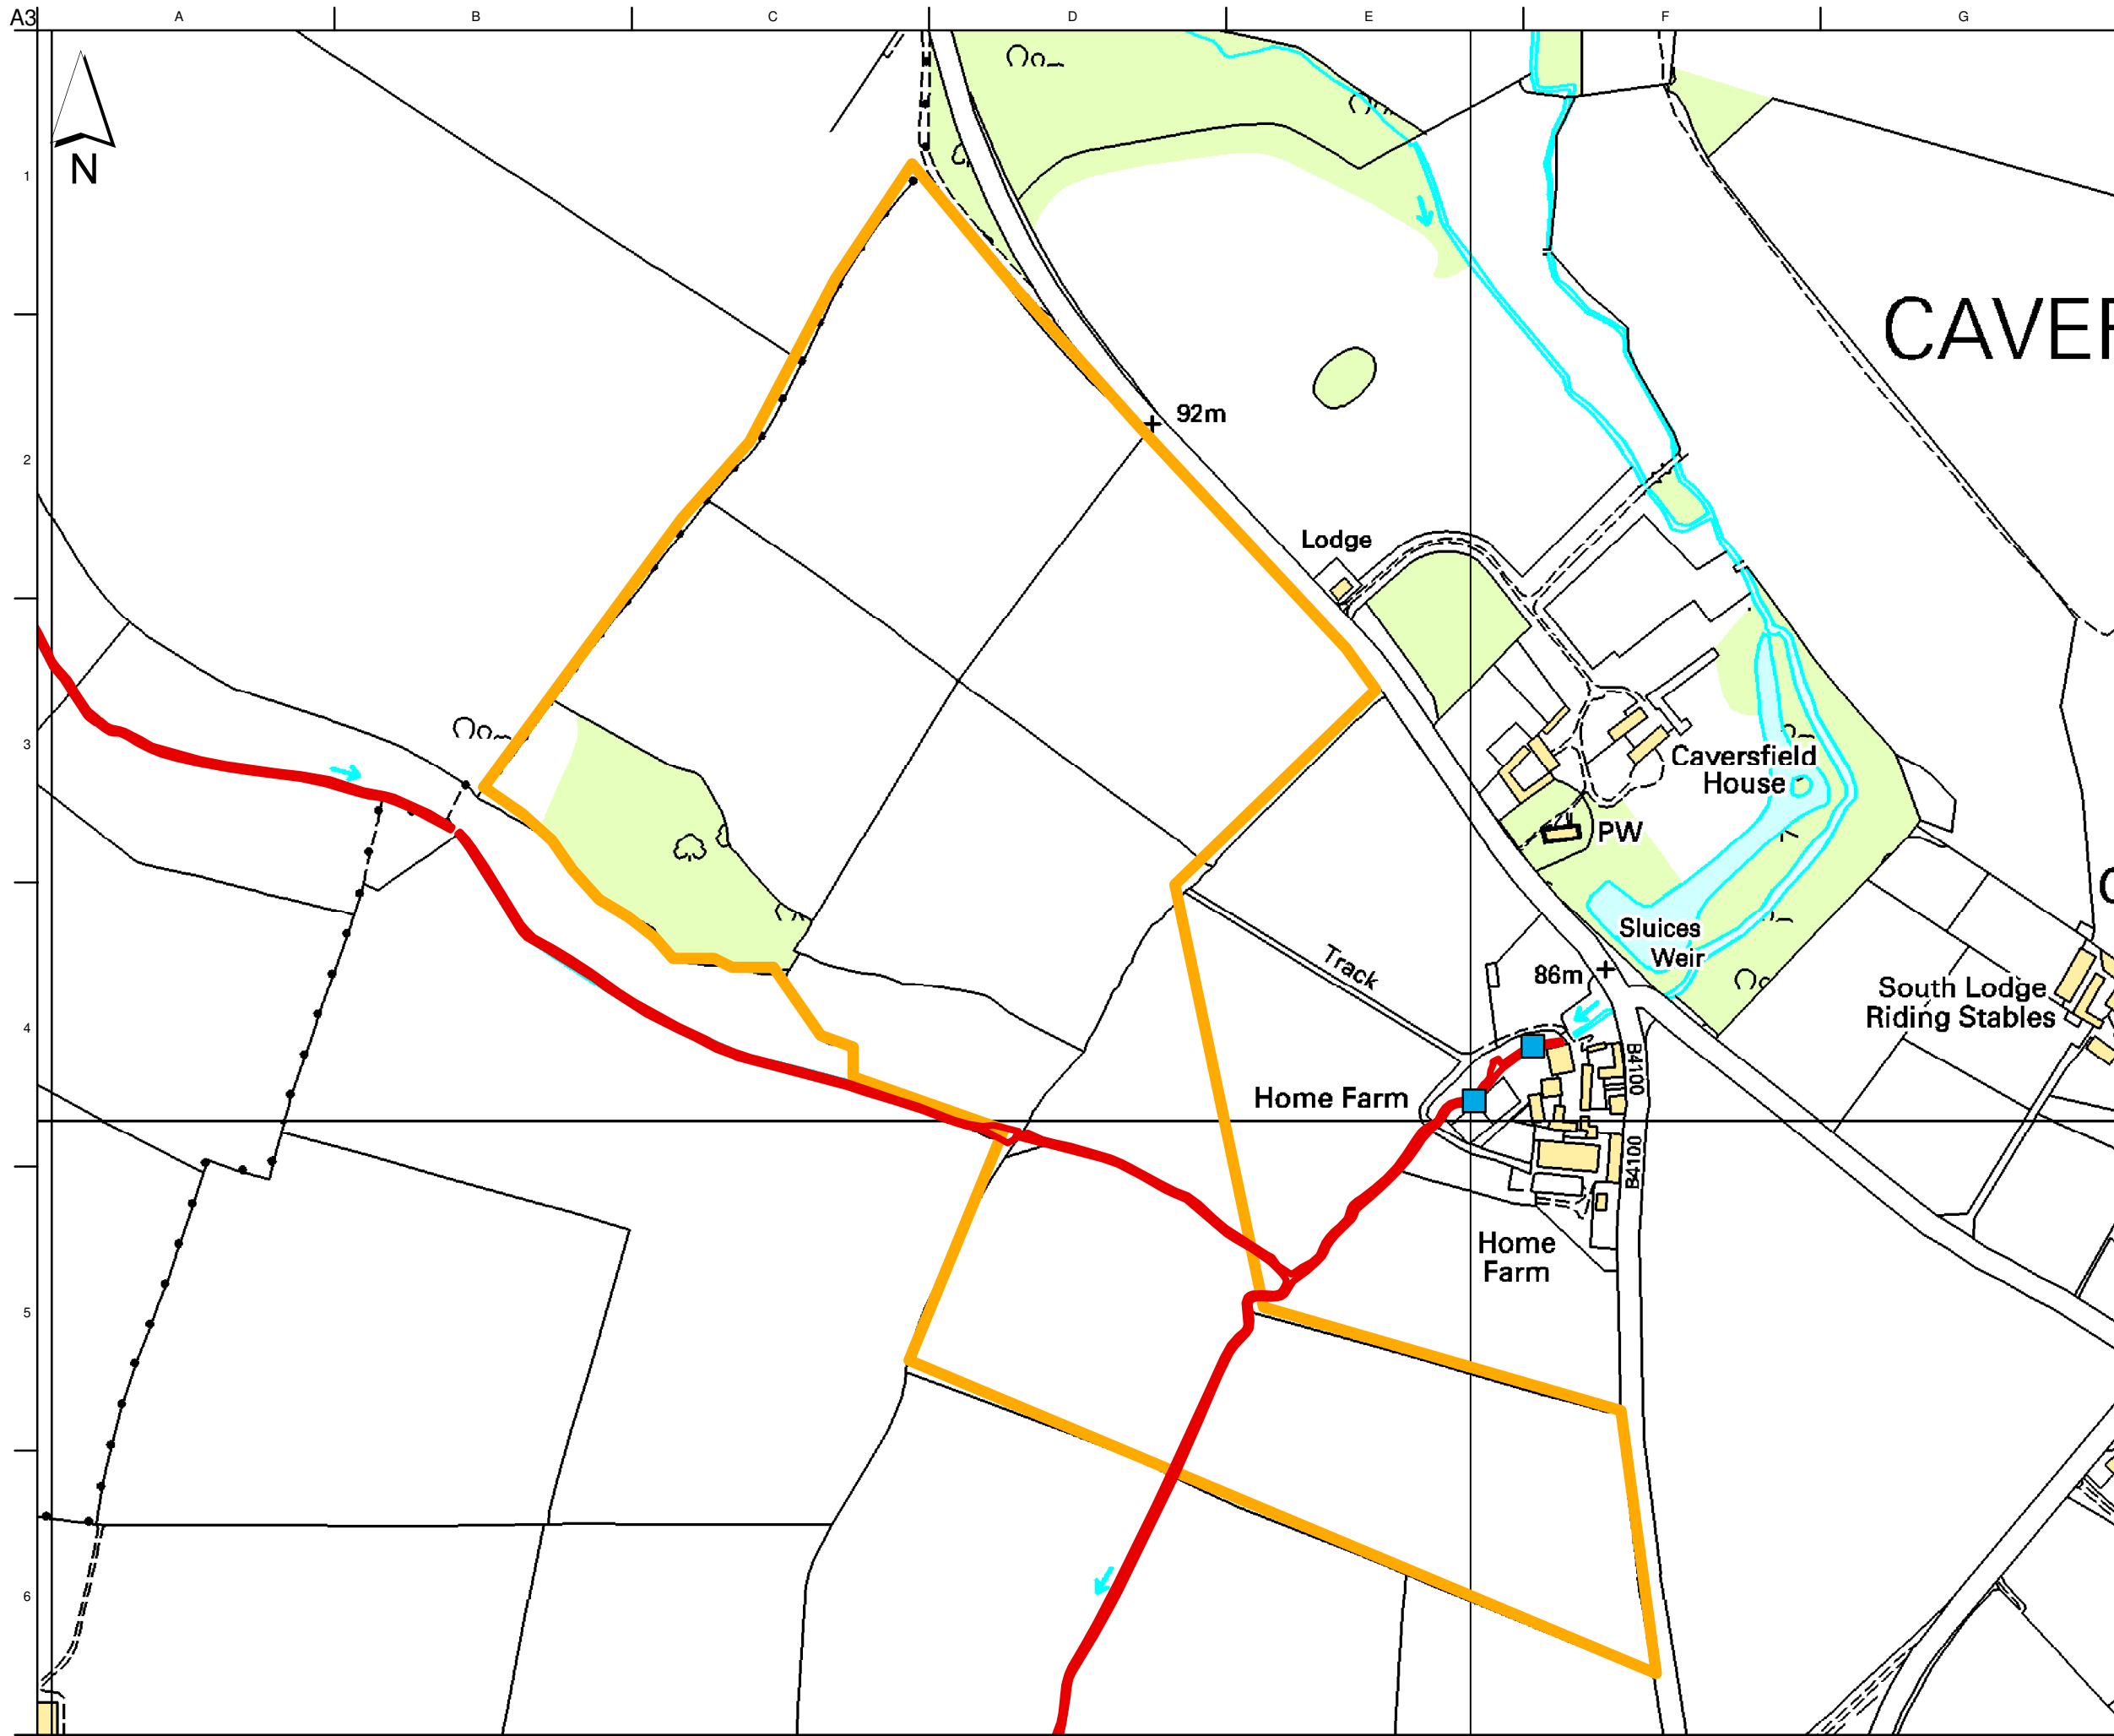 A3
A
B
C
D
E
F
G
N
1
2
3
4
5
6
92m
Lodge
Caversfield
House
PW
Sluices
Weir
Track
86m
South Lodge
Riding Stables
Home Farm
B4100
B4100
Home
Farm